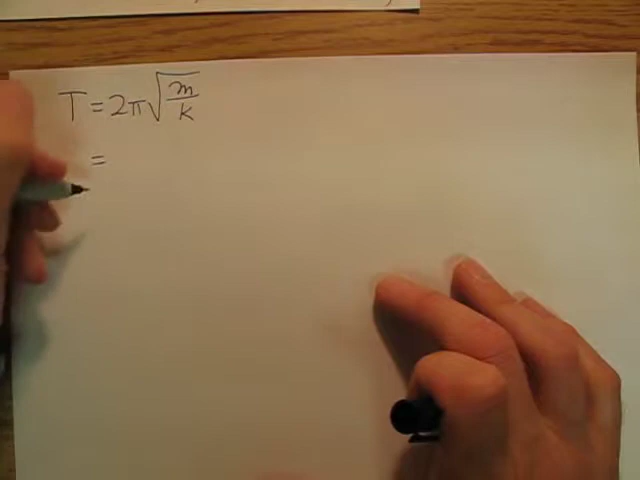 T = 2π√(m/k)
=